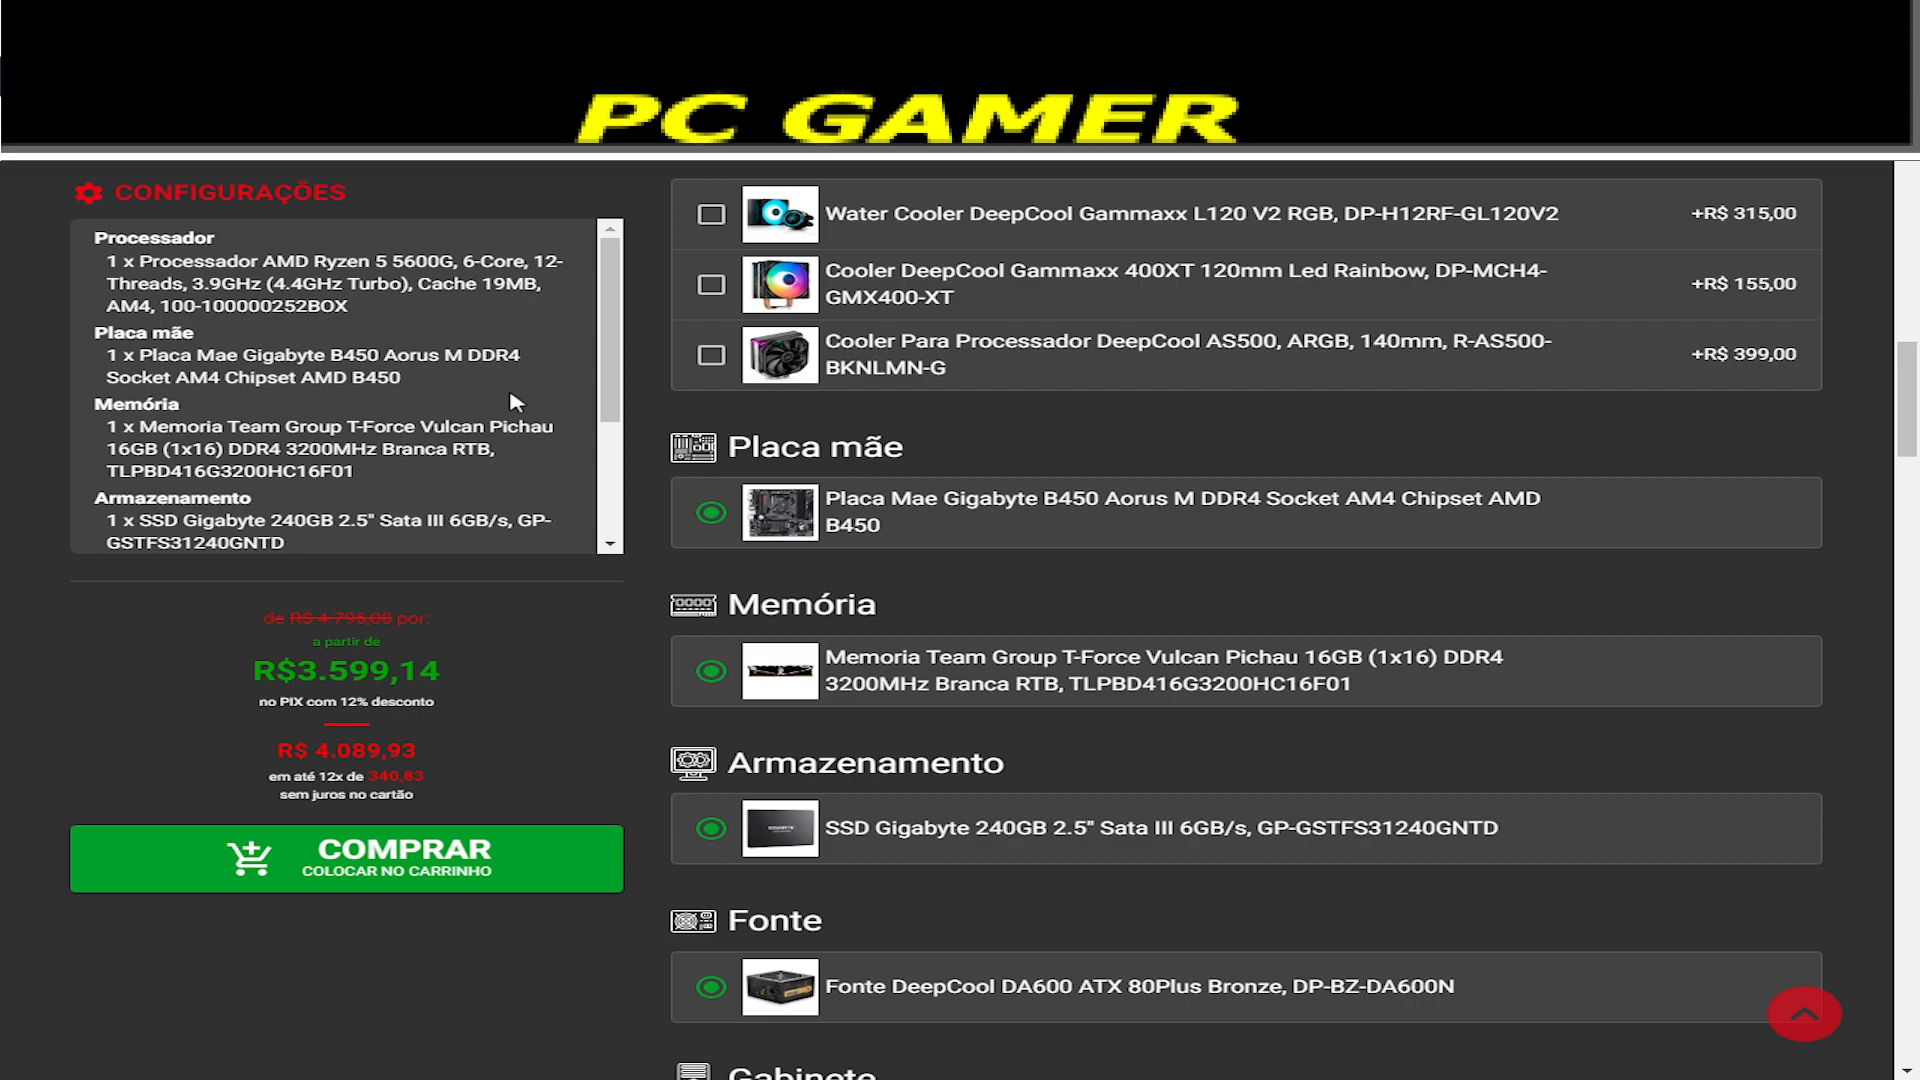 PC GAMER
CONFIGURAÇÕES
Processador
1 x Processador AMD Ryzen 5 5600G, 6-Core, 12-
Threads, 3.9GHz (4.4GHz Turbo), Cache 19MB,
AM4, 100-100000252BOX
Placa mãe
1 x Placa Mae Gigabyte B450 Aorus M DDR4
Socket AM4 Chipset AMD B450
Memória
1 x Memoria Team Group T-Force Vulcan Pichau
16GB (1x16) DDR4 3200MHz Branca RTB,
TLPBD416G3200HC16F01
Armazenamento
1 x SSD Gigabyte 240GB 2.5" Sata III 6GB/s, GP-
GSTFS31240GNTD
de R$ 4.795,08 por:
a partir de
R$3.599,14
no PIX com 12% desconto
R$ 4.089,93
em até 12x de 340,83
sem juros no cartão
COMPRAR
COLOCAR NO CARRINHO
Water Cooler DeepCool Gammaxx L120 V2 RGB, DP-H12RF-GL120V2
+R$ 315,00
Cooler DeepCool Gammaxx 400XT 120mm Led Rainbow, DP-MCH4-
GMX400-XT
+R$ 155,00
Cooler Para Processador DeepCool AS500, ARGB, 140mm, R-AS500-
BKNLMN-G
+R$ 399,00
Placa mãe
Placa Mae Gigabyte B450 Aorus M DDR4 Socket AM4 Chipset AMD
B450
Memória
Memoria Team Group T-Force Vulcan Pichau 16GB (1x16) DDR4
3200MHz Branca RTB, TLPBD416G3200HC16F01
Armazenamento
SSD Gigabyte 240GB 2.5" Sata III 6GB/s, GP-GSTFS31240GNTD
Fonte
Fonte DeepCool DA600 ATX 80Plus Bronze, DP-BZ-DA600N
Gabinete